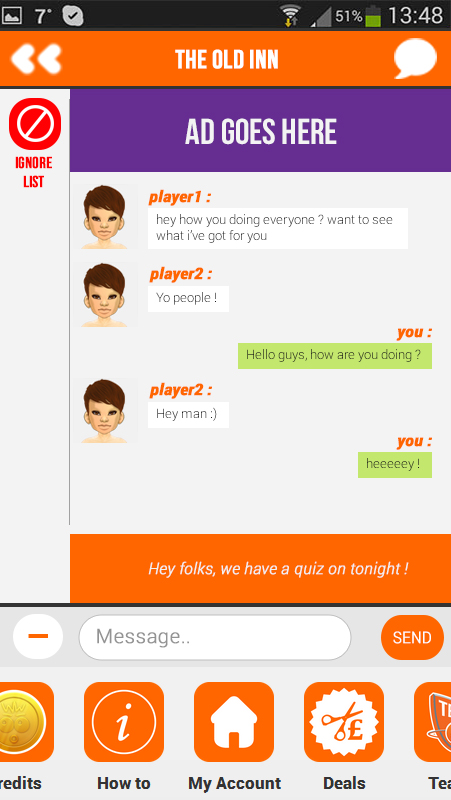 7° 51% 13:48
THE OLD INN
IGNORE
LIST
AD GOES HERE
player1 :
hey how you doing everyone ? want to see
what i've got for you
player2 :
Yo people !
you :
Hello guys, how are you doing ?
player2 :
Hey man :)
you :
heeeeey !
Hey folks, we have a quiz on tonight !
Message..
SEND
i
£
TE
redits
How to
My Account
Deals
Tea